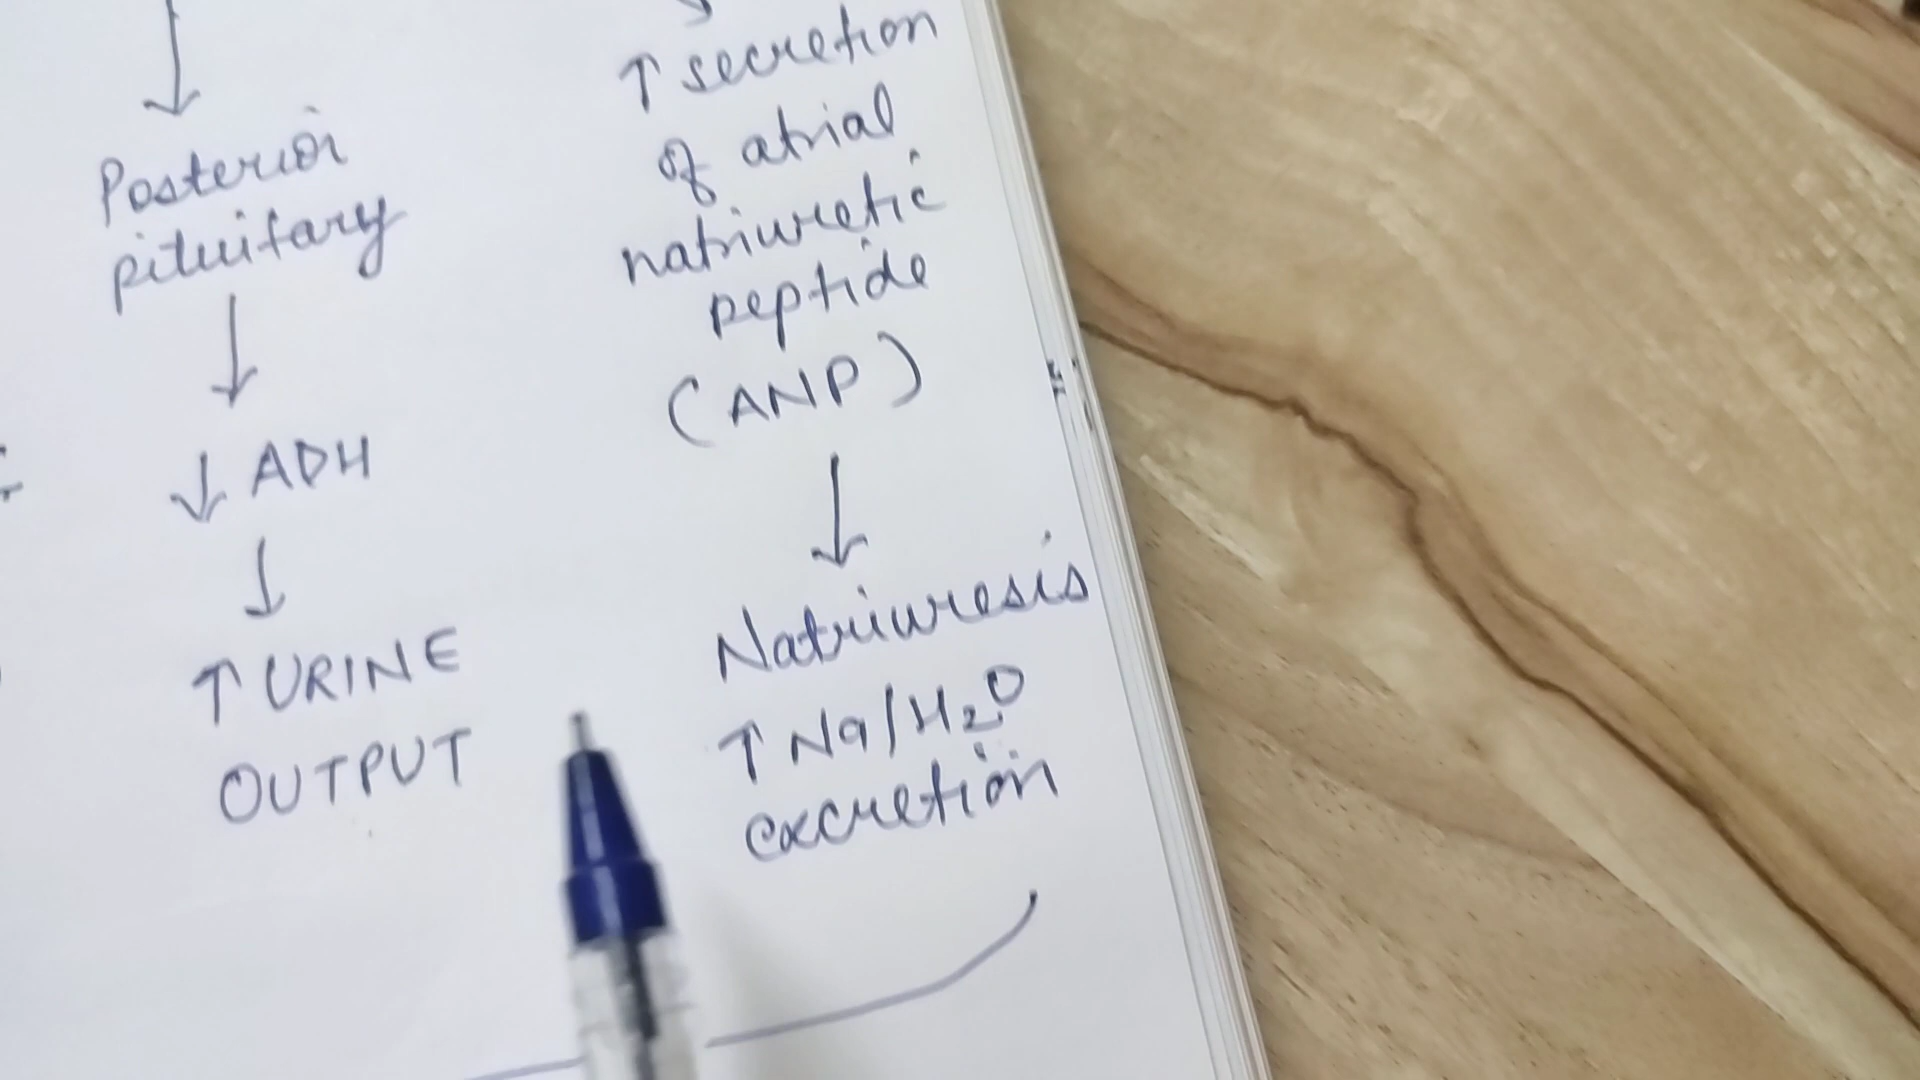 ↓
Posterior
pituitary
↓
↓ ADH
↓
↑ URINE
OUTPUT
↑ secretion
of atrial
natriuretic
peptide
(ANP)
↓
Natriuresis
↑ Na/H₂O
excretion